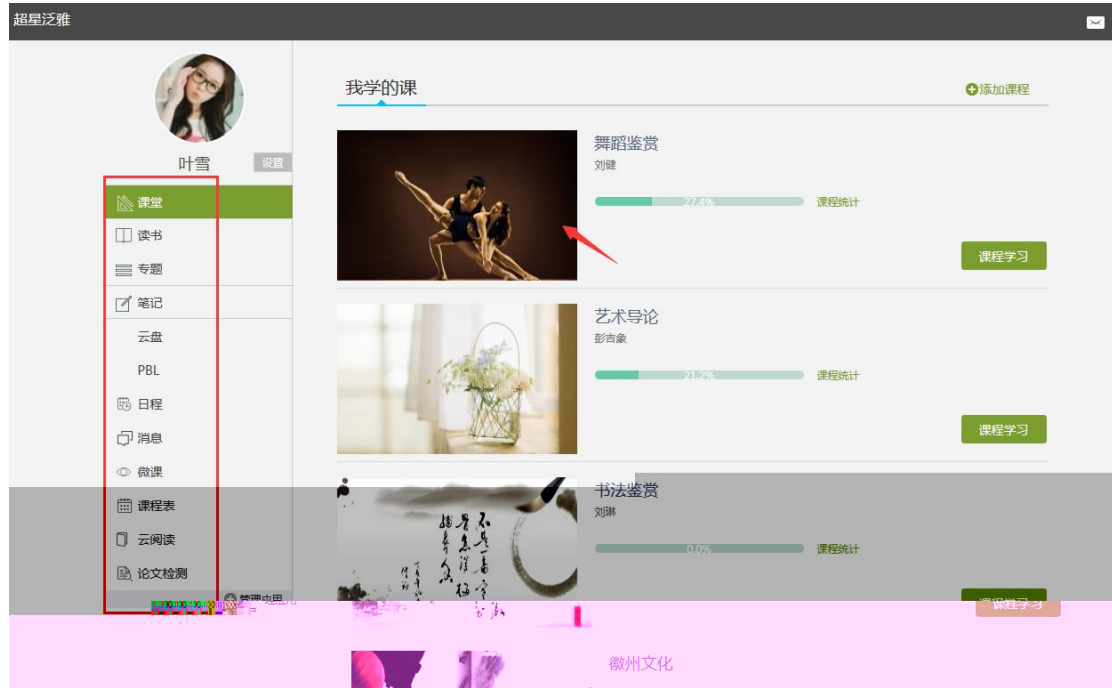 超星泛雅
叶雪
设置
课堂
读书
专题
笔记
云盘
PBL
日程
消息
微课
课程表
云阅读
论文检测
管理应用
我学的课
添加课程
舞蹈鉴赏
刘健
27.4%
课程统计
课程学习
艺术导论
彭吉象
21.2%
课程统计
课程学习
书法鉴赏
刘琳
0.0%
课程统计
课程学习
徽州文化